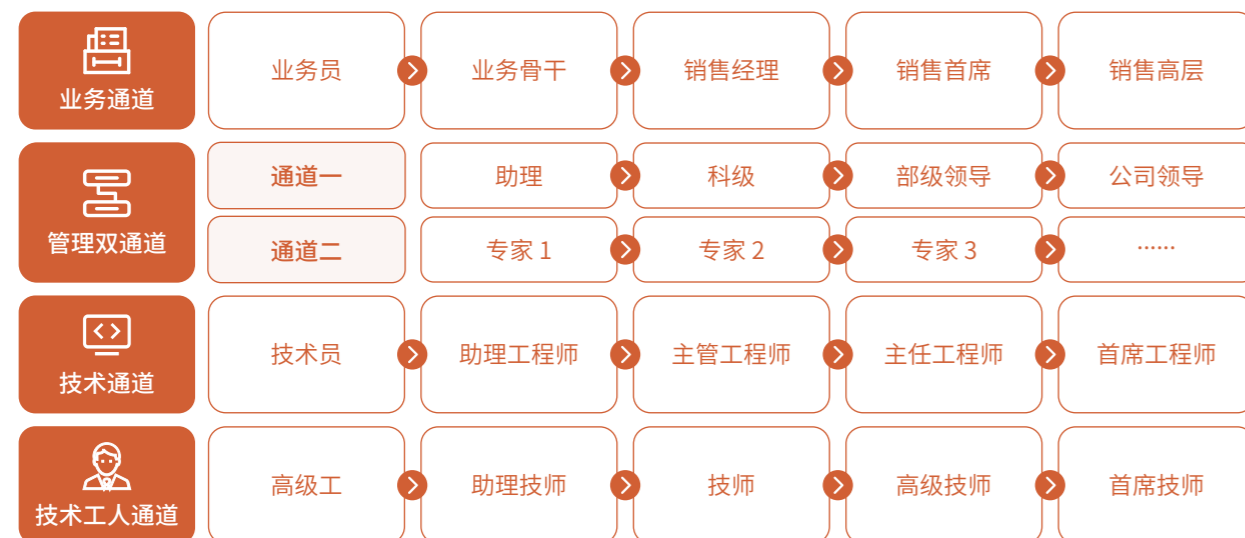 业务通道
业务员
业务骨干
销售经理
销售首席
销售高层
管理双通道
通道一
助理
科级
部级领导
公司领导
通道二
专家 1
专家 2
专家 3
……
技术通道
技术员
助理工程师
主管工程师
主任工程师
首席工程师
技术工人通道
高级工
助理技师
技师
高级技师
首席技师